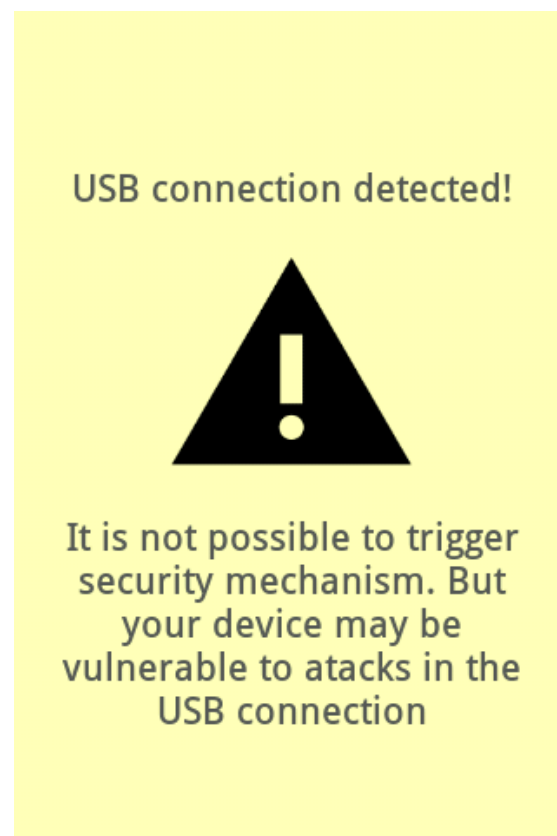 USB connection detected!
It is not possible to trigger
security mechanism. But
your device may be
vulnerable to atacks in the
USB connection